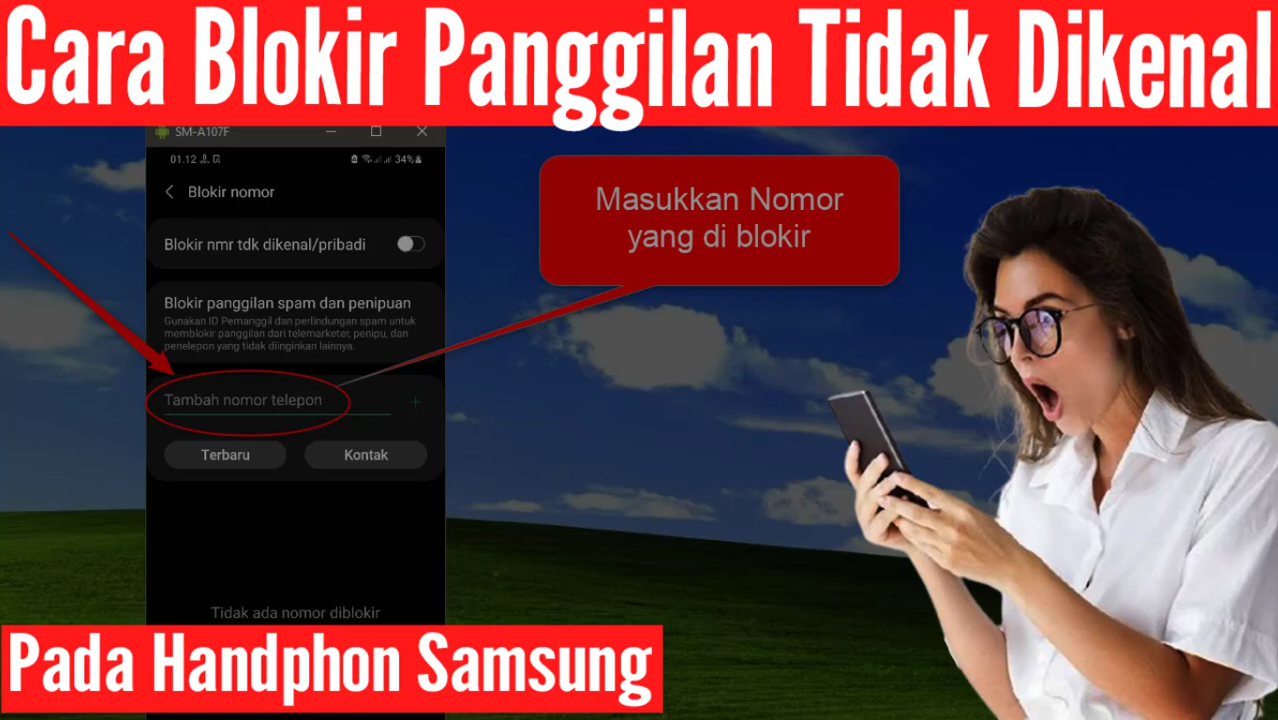 Cara Blokir Panggilan Tidak Dikenal
SM-A107F
01.12 34%
Blokir nomor
Blokir nmr tdk dikenal/pribadi
Blokir panggilan spam dan penipuan
Gunakan ID Pemanggil dan perlindungan spam untuk
memblokir panggilan dari telemarketer, penipu, dan
penelepon yang tidak diinginkan lainnya.
Tambah nomor telepon
Terbaru Kontak
Tidak ada nomor diblokir
Masukkan Nomor
yang di blokir
Pada Handphon Samsung